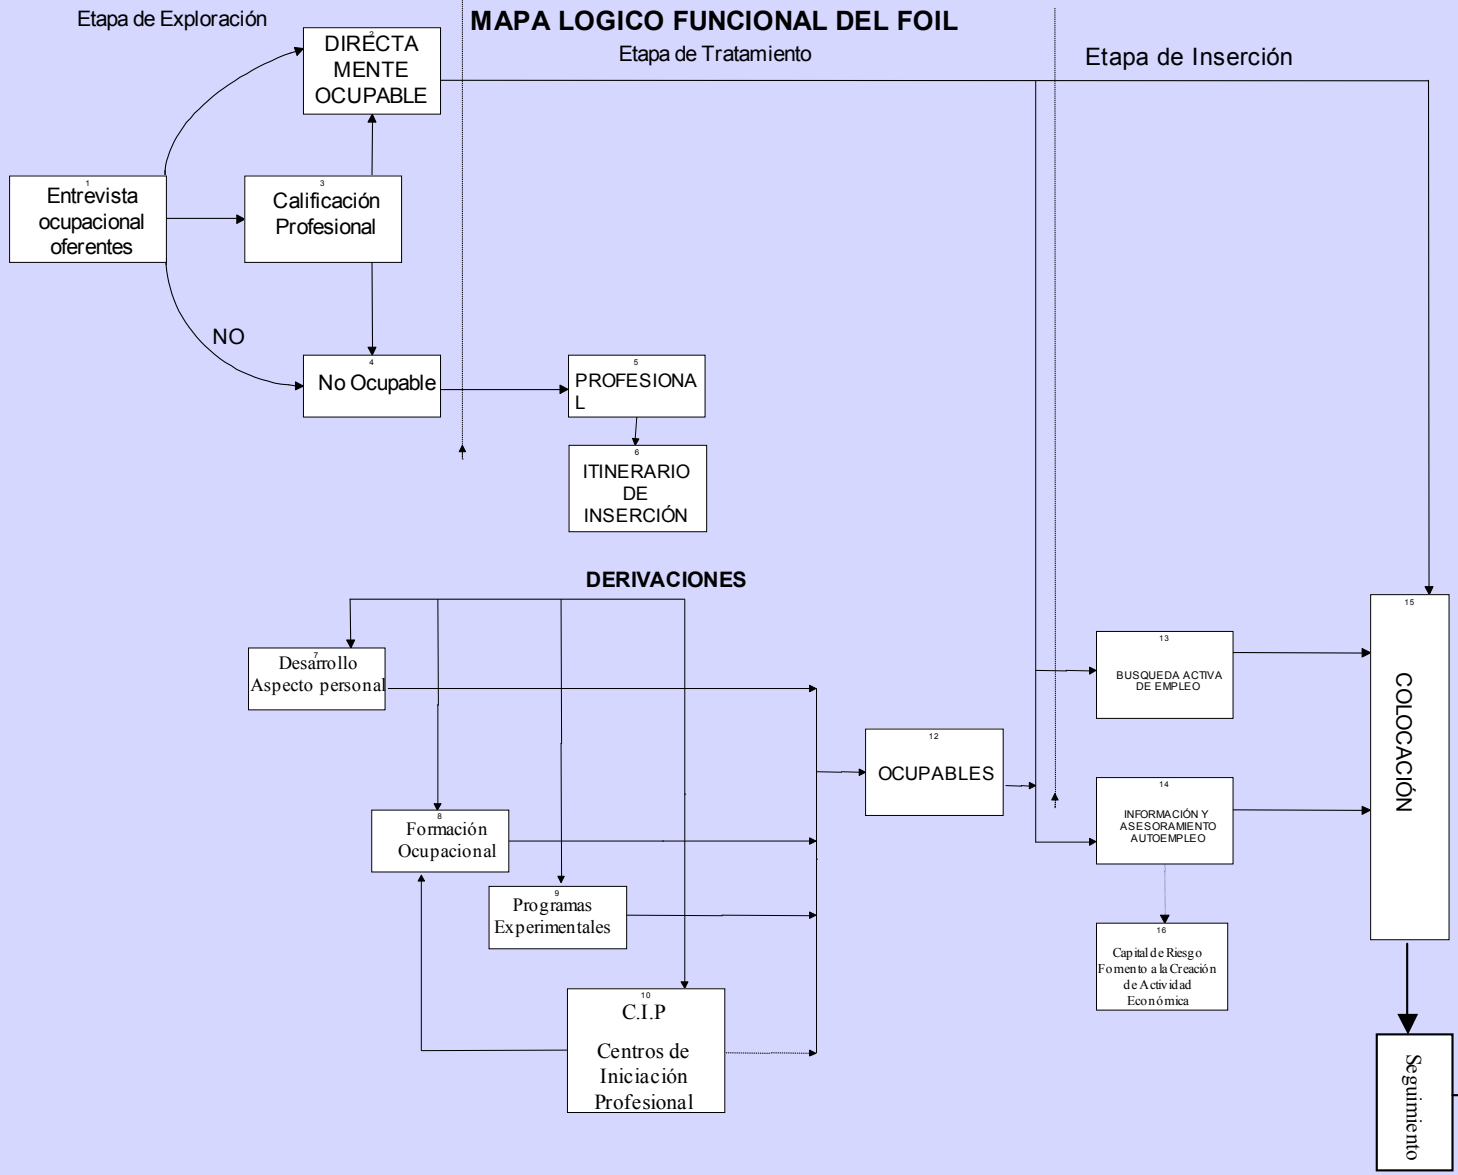 Etapa de Exploración
MAPA LOGICO FUNCIONAL DEL FOIL
Etapa de Tratamiento
Etapa de Inserción
2
DIRECTA
MENTE
OCUPABLE
1
Entrevista
ocupacional
oferentes
3
Calificación
Profesional
NO
4
No Ocupable
5
PROFESIONA
L
6
ITINERARIO
DE
INSERCIÓN
DERIVACIONES
7
Desarrollo
Aspecto personal
8
Formación
Ocupacional
9
Programas
Experimentales
10
C.I.P
Centros de
Iniciación
Profesional
12
OCUPABLES
13
BUSQUEDA ACTIVA
DE EMPLEO
14
INFORMACIÓN Y
ASESORAMIENTO
AUTOEMPLEO
16
Capital de Riesgo
Fomento a la Creación
de Actividad
Económica
15
COLOCACIÓN
Seguimiento